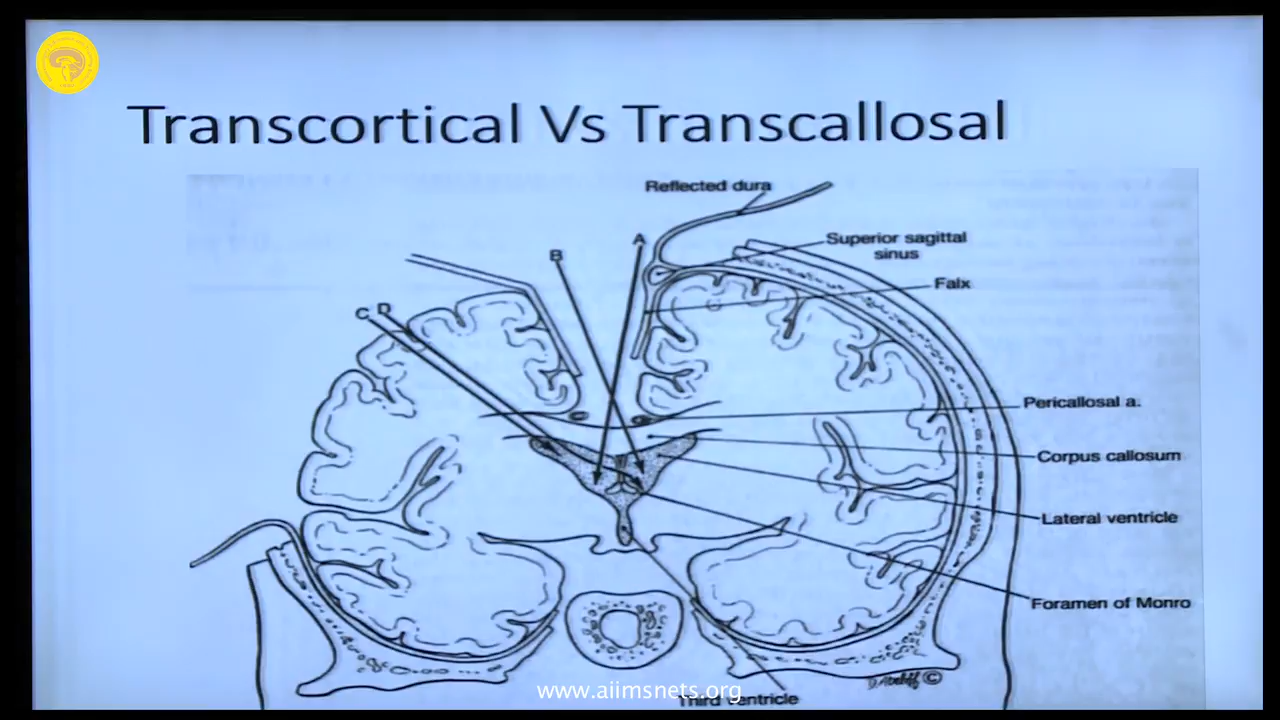 Transcortical Vs Transcallosal
Reflected dura
A
Superior sagittal
sinus
B
Falx
C D
Pericallosal a.
Corpus callosum
Lateral ventricle
Foramen of Monro
©
www.aiimsnets.org
Third ventricle